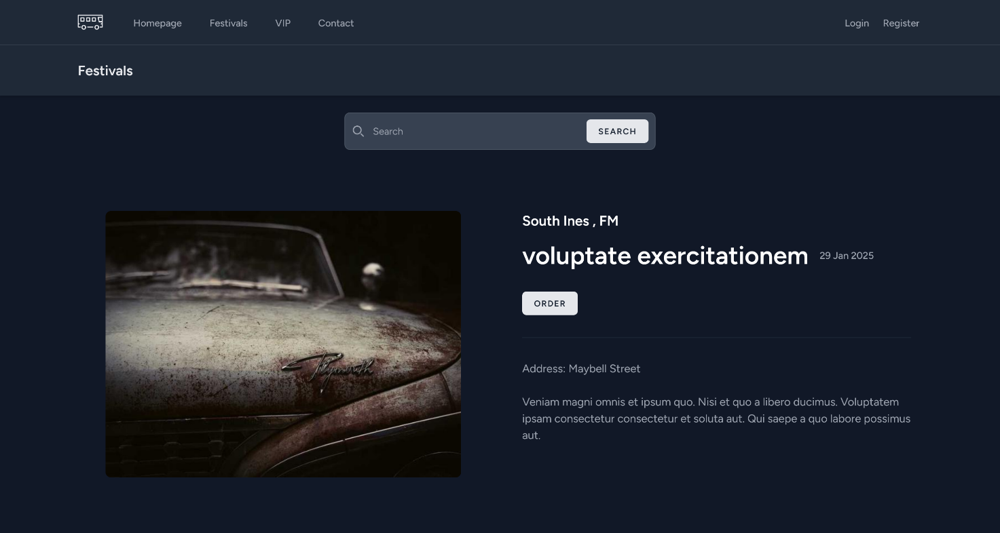 Homepage Festivals VIP Contact Login Register
Festivals
Search SEARCH
South Ines , FM
voluptate exercitationem 29 Jan 2025
ORDER
Plymouth
Address: Maybell Street
Veniam magni omnis et ipsum quo. Nisi et quo a libero ducimus. Voluptatem
ipsam consectetur consectetur et soluta aut. Qui saepe a quo labore possimus
aut.